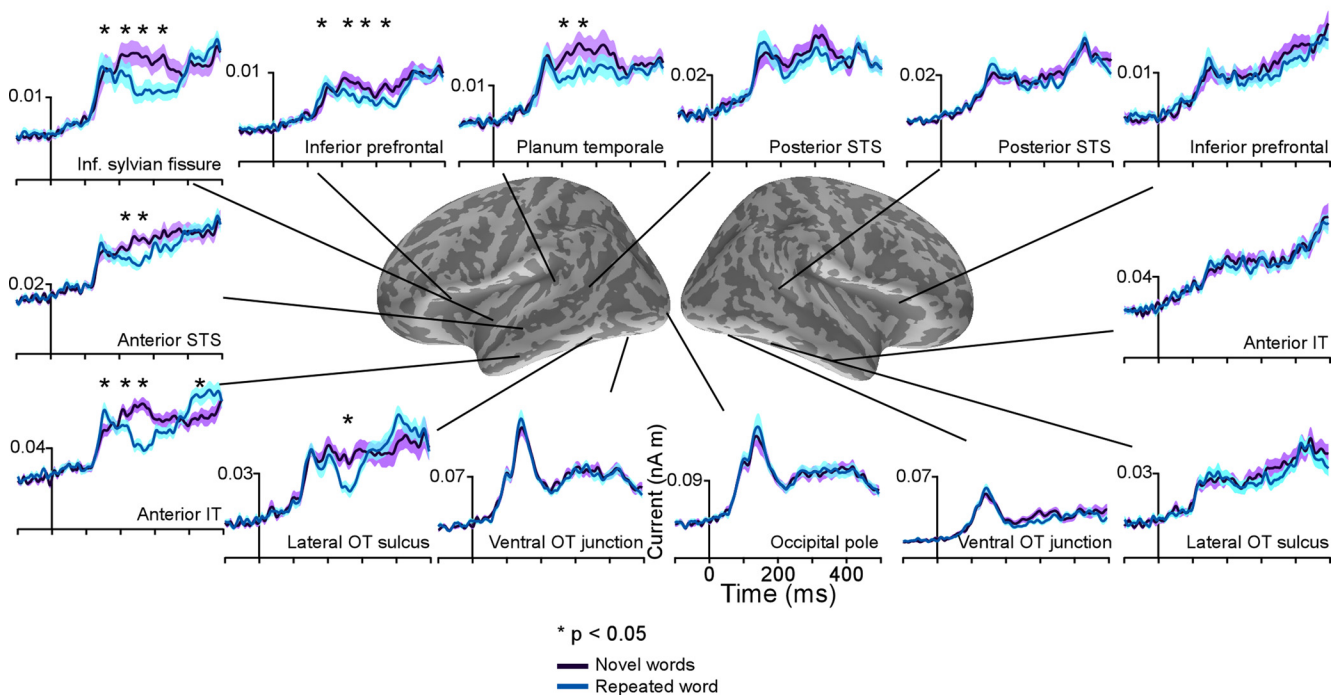 * * * *
* * * *
* *
0.01
0.01
0.01
0.02
0.02
0.01
Inf. sylvian fissure
Inferior prefrontal
Planum temporale
Posterior STS
Posterior STS
Inferior prefrontal
* *
0.02
Anterior STS
0.04
Anterior IT
* * * *
0.04
Anterior IT
*
0.03
Lateral OT sulcus
0.07
Ventral OT junction
Current (nA m)
0.09
Occipital pole
0 200 400
Time (ms)
0.07
Ventral OT junction
0.03
Lateral OT sulcus
* p < 0.05
Novel words
Repeated word